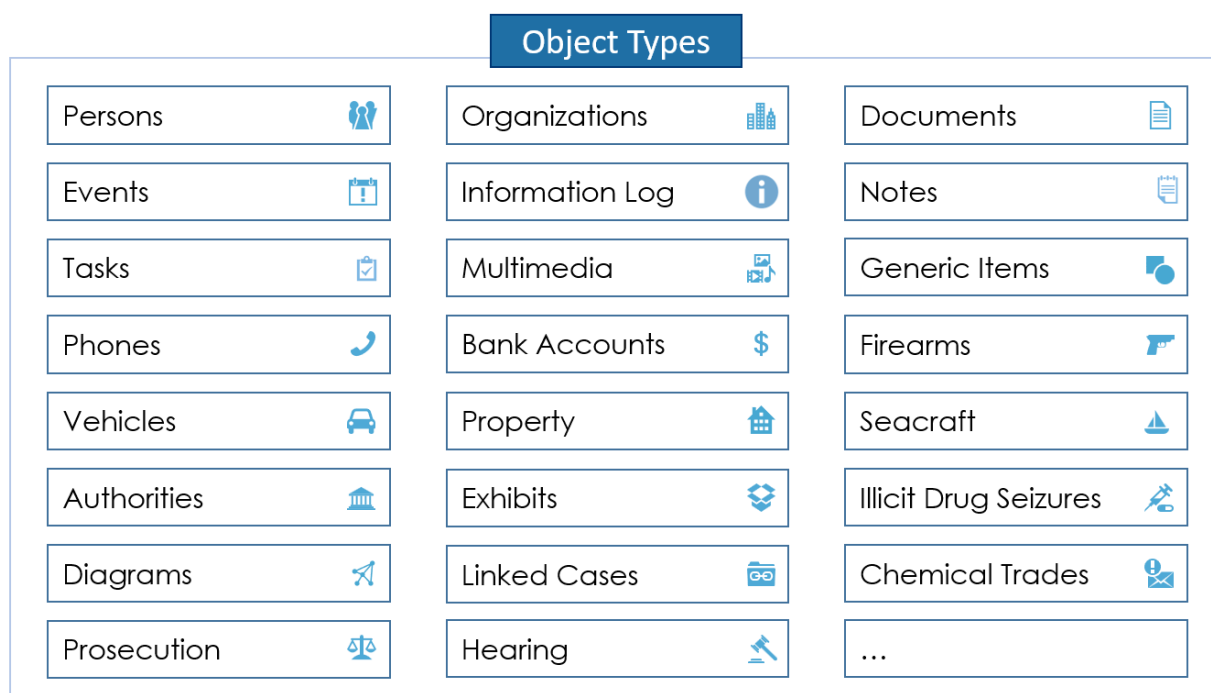 Object Types
Persons
Organizations
Documents
Events
Information Log
Notes
Tasks
Multimedia
Generic Items
Phones
Bank Accounts
$
Firearms
Vehicles
Property
Seacraft
Authorities
Exhibits
Illicit Drug Seizures
Diagrams
Linked Cases
Chemical Trades
Prosecution
Hearing
...